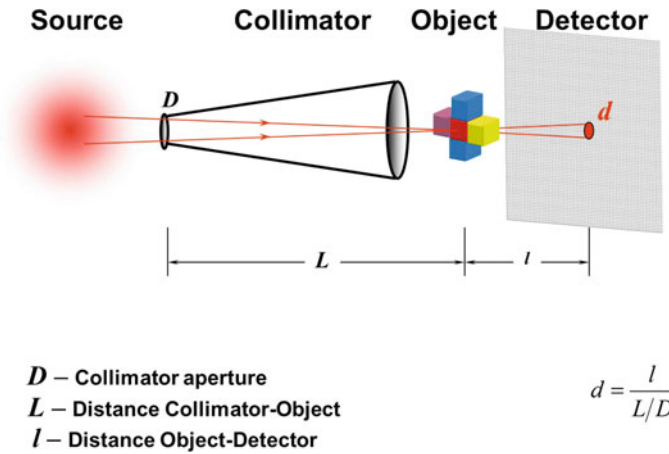 Source Collimator Object Detector
D
d
L l
D – Collimator aperture
L – Distance Collimator-Object
l – Distance Object-Detector
d = l / L/D